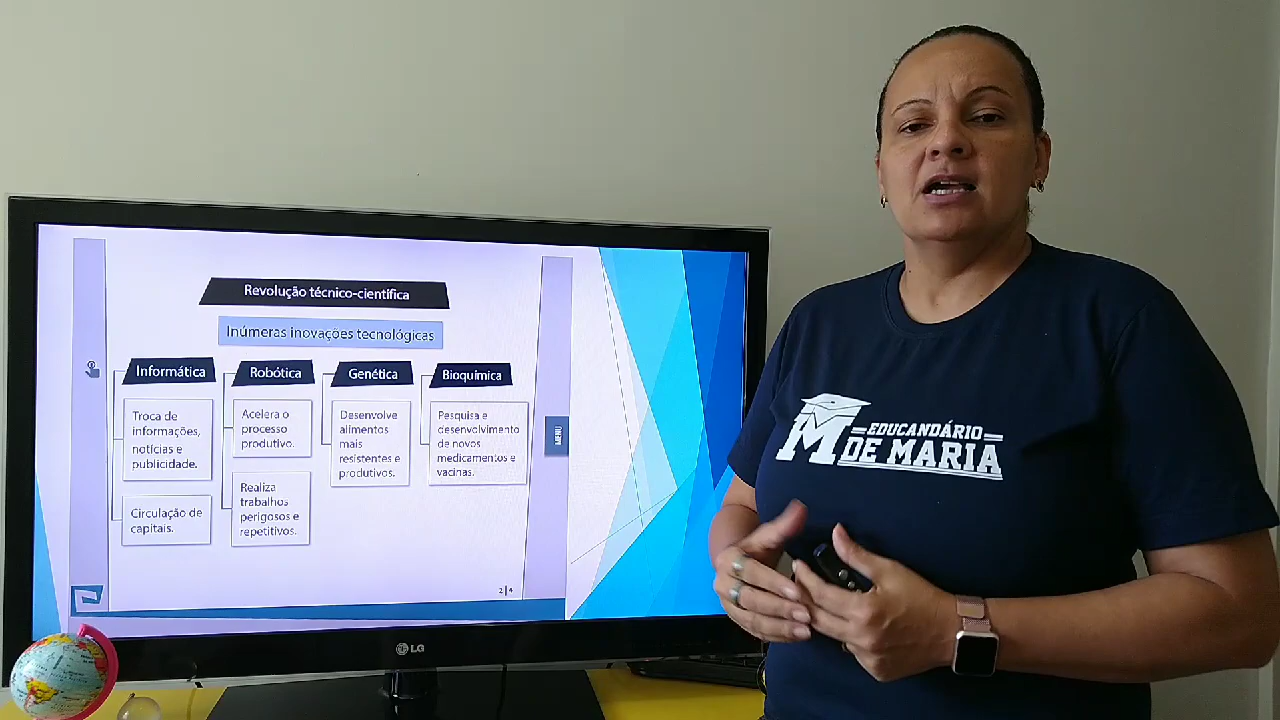 Revolução técnico-científica
Inúmeras inovações tecnológicas
Informática
Troca de
informações,
notícias e
publicidade.
Circulação de
capitais.
Robótica
Acelera o
processo
produtivo.
Realiza
trabalhos
perigosos e
repetitivos.
Genética
Desenvolve
alimentos
mais
resistentes e
produtivos.
Bioquímica
Pesquisa e
desenvolvimento
de novos
medicamentos e
vacinas.
MENU
2|4
LG
EDUCANDÁRIO
M DE MARIA